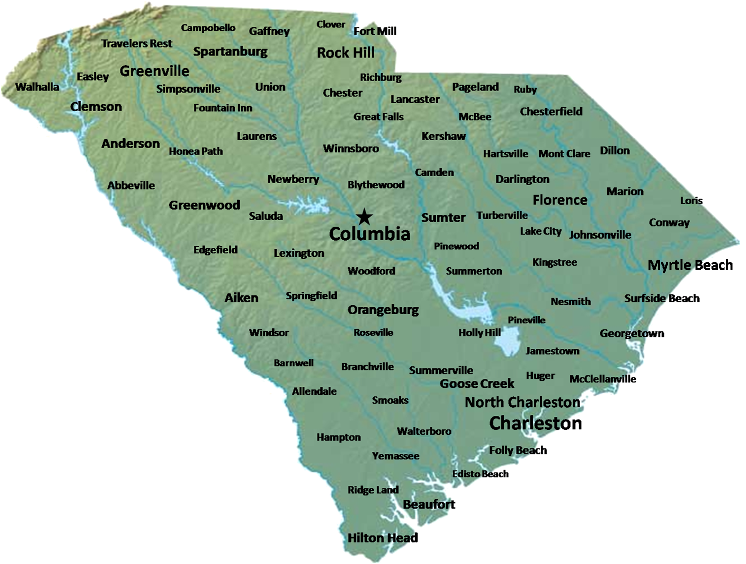 Clover
Campobello
Gaffney
Fort Mill
Travelers Rest
Spartanburg
Rock Hill
Greenville
Easley
Richburg
Walhalla
Simpsonville
Union
Chester
Pageland
Ruby
Lancaster
Clemson
Fountain Inn
Chesterfield
Great Falls
McBee
Laurens
Kershaw
Anderson
Winnsboro
Honea Path
Hartsville
Mont Clare
Dillon
Camden
Newberry
Darlington
Abbeville
Blythewood
Marion
Florence
Loris
Greenwood
Saluda
Sumter
Turberville
Conway
Columbia
Lake City
Johnsonville
Edgefield
Lexington
Pinewood
Kingstree
Myrtle Beach
Woodford
Summerton
Aiken
Springfield
Surfside Beach
Nesmith
Orangeburg
Pineville
Windsor
Roseville
Holly Hill
Georgetown
Jamestown
Barnwell
Branchville
Summerville
Huger
McClellanville
Goose Creek
Allendale
Smoaks
North Charleston
Charleston
Walterboro
Hampton
Folly Beach
Yemassee
Edisto Beach
Ridge Land
Beaufort
Hilton Head